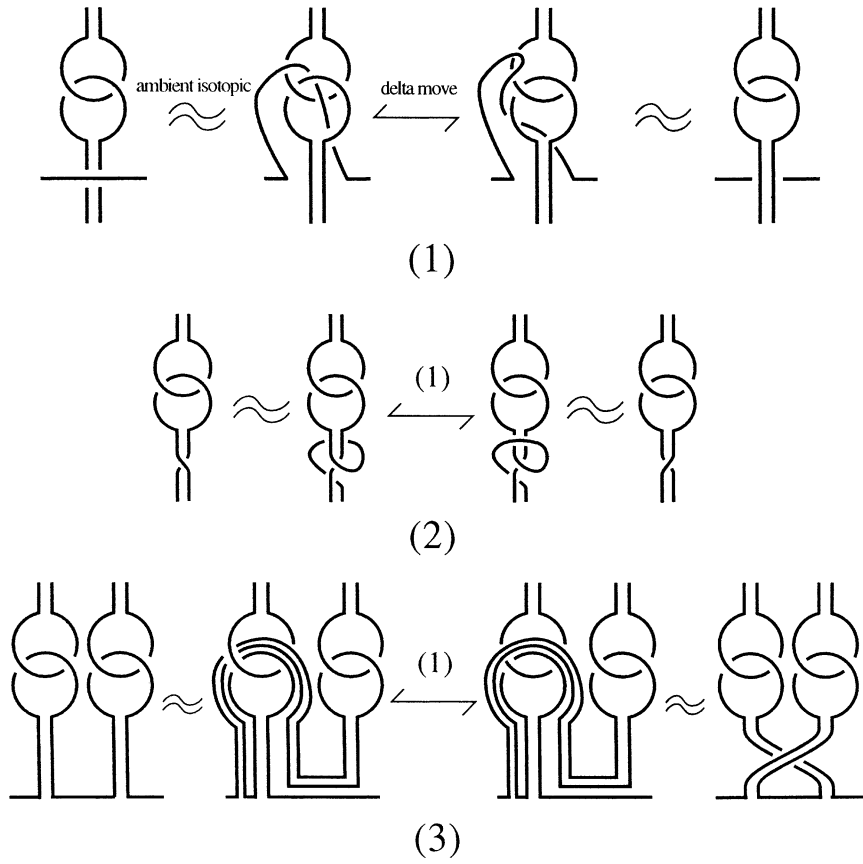 ambient isotopic
delta move
(1)
(1)
(2)
(1)
(3)